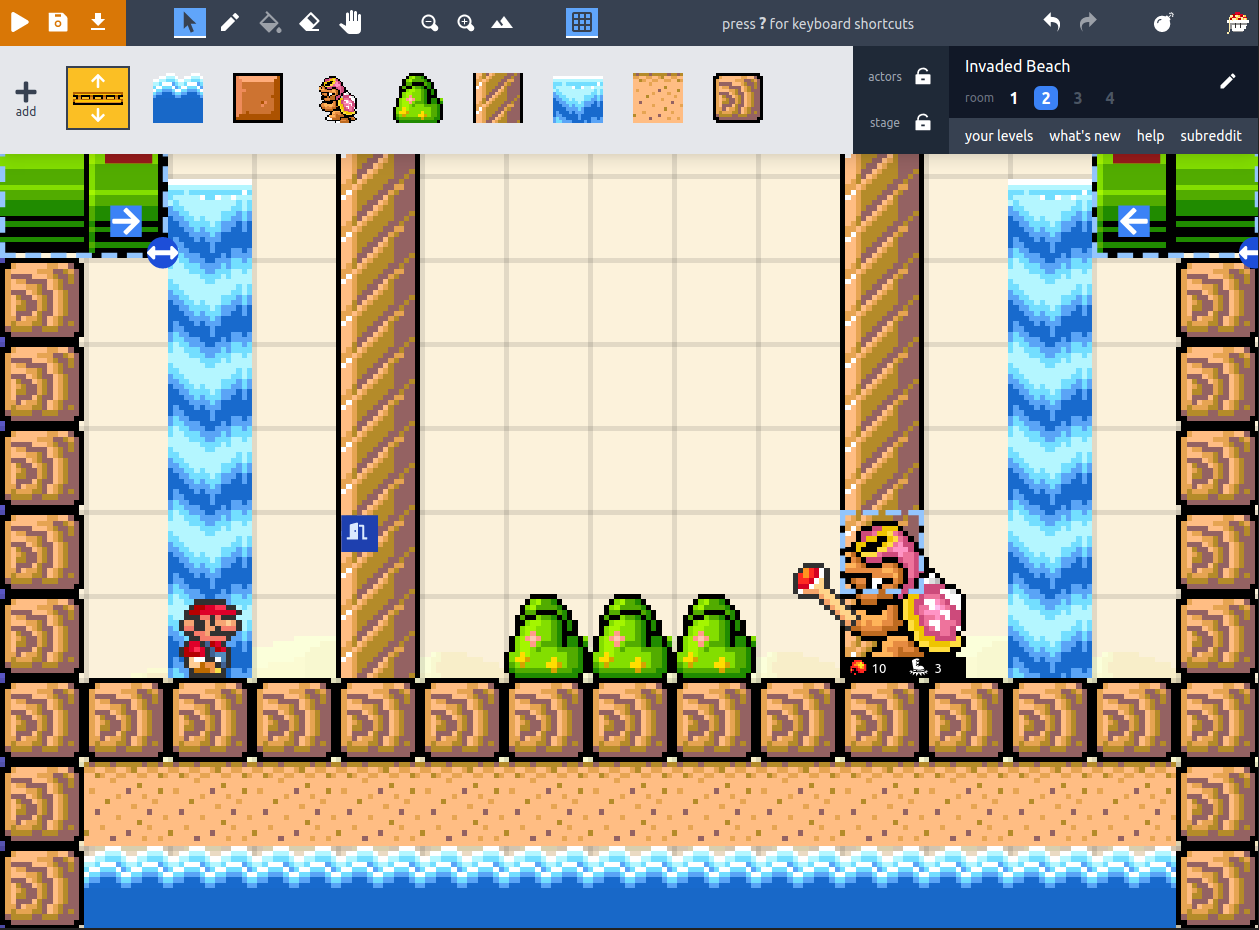 press ? for keyboard shortcuts
add
actors
stage
Invaded Beach
room 1 2 3 4
your levels what's new help subreddit
10 3